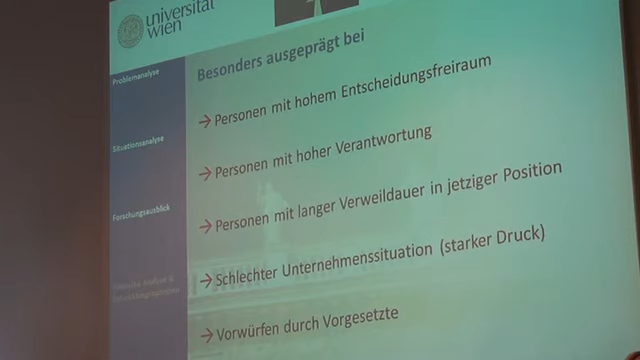 universität
wien
Besonders ausgeprägt bei
Problemanalyse
→ Personen mit hohem Entscheidungsfreiraum
Situationsanalyse
→ Personen mit hoher Verantwortung
Forschungsausblick
→ Personen mit langer Verweildauer in jetziger Position
→ Schlechter Unternehmenssituation (starker Druck)
→ Vorwürfen durch Vorgesetzte